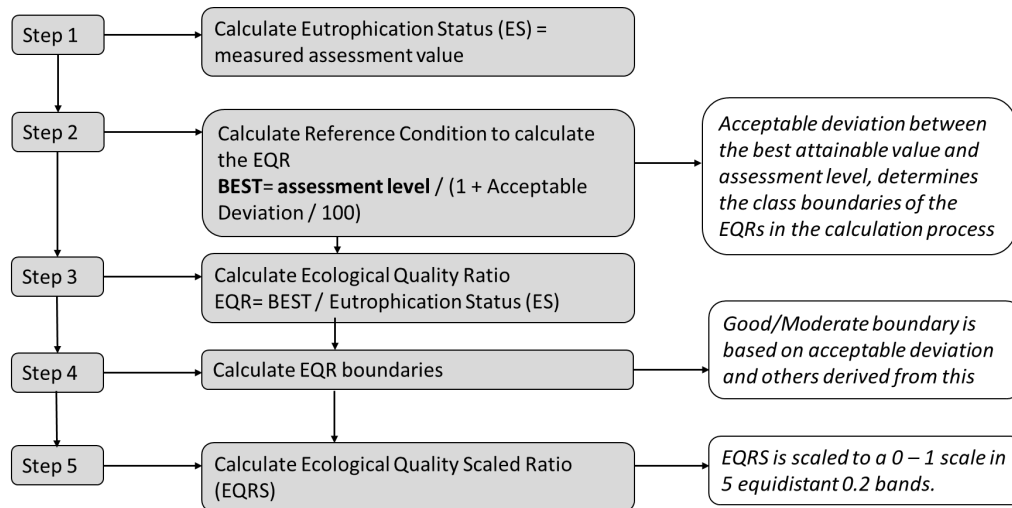 Step 1
Calculate Eutrophication Status (ES) =
measured assessment value
Step 2
Calculate Reference Condition to calculate
the EQR
BEST= assessment level / (1 + Acceptable
Deviation / 100)
Acceptable deviation between
the best attainable value and
assessment level, determines
the class boundaries of the
EQRs in the calculation process
Step 3
Calculate Ecological Quality Ratio
EQR= BEST / Eutrophication Status (ES)
Step 4
Calculate EQR boundaries
Good/Moderate boundary is
based on acceptable deviation
and others derived from this
Step 5
Calculate Ecological Quality Scaled Ratio
(EQRS)
EQRS is scaled to a 0 – 1 scale in
5 equidistant 0.2 bands.